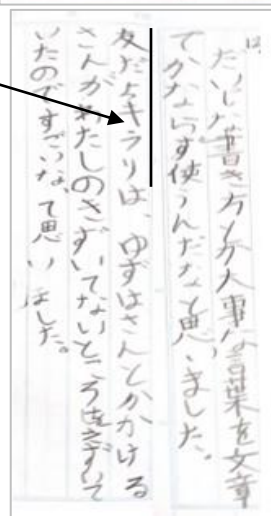 たいじな書き方とか大事な言葉を文章
でかならず使うんだなと思いました。
友だちキラリは、ゆずはさんとかかける
さんがわたしのきずいてないところをきずいて
いたのですごいな、て思いました。